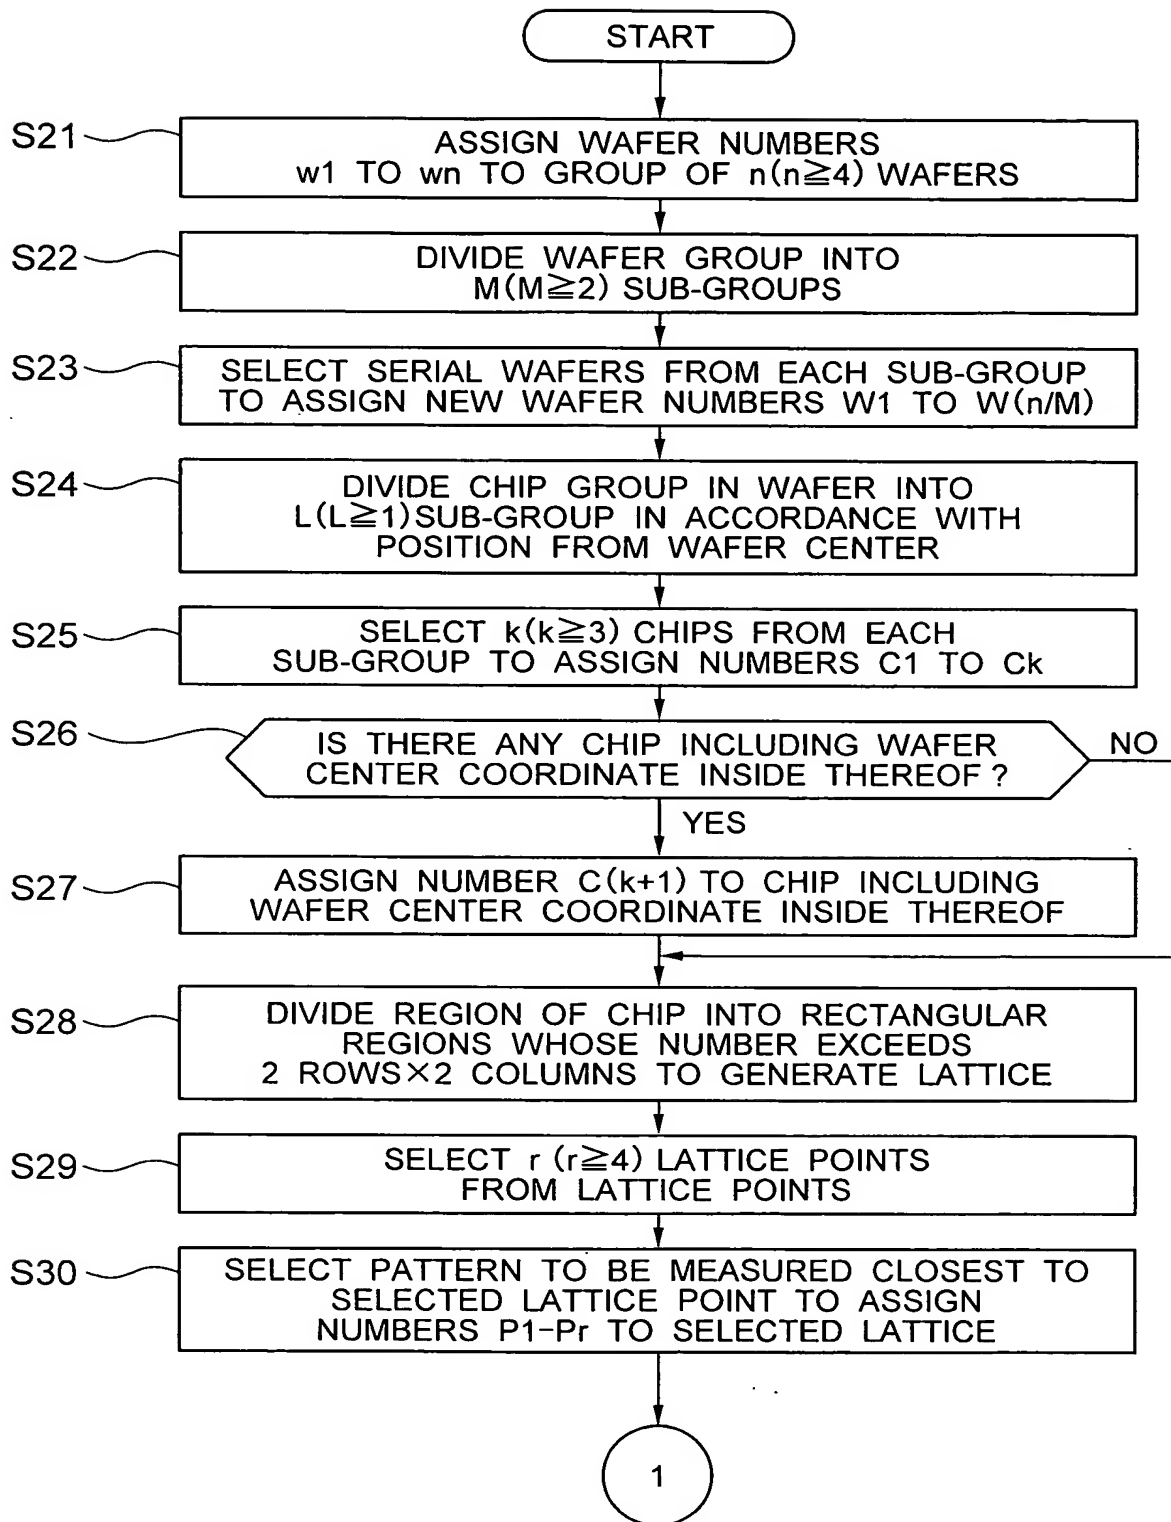 START
S21
ASSIGN WAFER NUMBERS
w1 TO wn TO GROUP OF n(n≧4) WAFERS
S22
DIVIDE WAFER GROUP INTO
M(M≧2) SUB-GROUPS
S23
SELECT SERIAL WAFERS FROM EACH SUB-GROUP
TO ASSIGN NEW WAFER NUMBERS W1 TO W(n/M)
S24
DIVIDE CHIP GROUP IN WAFER INTO
L(L≧1)SUB-GROUP IN ACCORDANCE WITH
POSITION FROM WAFER CENTER
S25
SELECT k(k≧3) CHIPS FROM EACH
SUB-GROUP TO ASSIGN NUMBERS C1 TO Ck
S26
IS THERE ANY CHIP INCLUDING WAFER
CENTER COORDINATE INSIDE THEREOF ?
NO
YES
S27
ASSIGN NUMBER C(k+1) TO CHIP INCLUDING
WAFER CENTER COORDINATE INSIDE THEREOF
S28
DIVIDE REGION OF CHIP INTO RECTANGULAR
REGIONS WHOSE NUMBER EXCEEDS
2 ROWS×2 COLUMNS TO GENERATE LATTICE
S29
SELECT r (r≧4) LATTICE POINTS
FROM LATTICE POINTS
S30
SELECT PATTERN TO BE MEASURED CLOSEST TO
SELECTED LATTICE POINT TO ASSIGN
NUMBERS P1-Pr TO SELECTED LATTICE
1